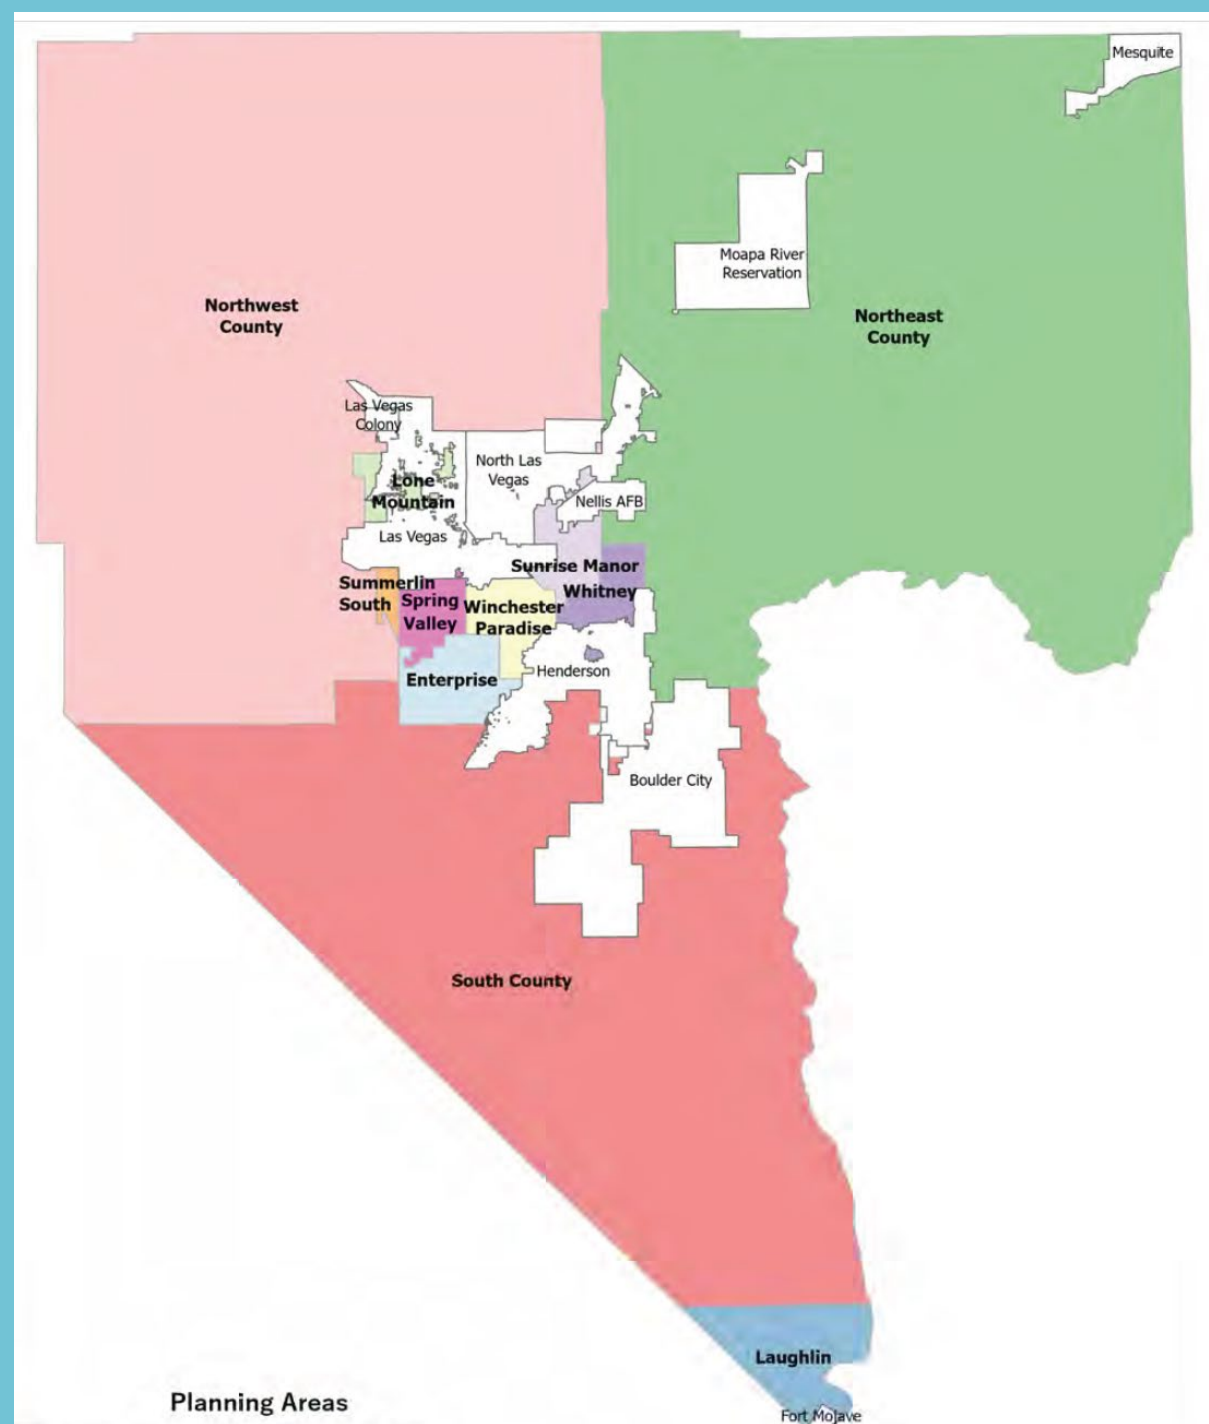 Mesquite
Moapa River
Reservation
Northwest
County
Northeast
County
Las Vegas
Colony
North Las
Vegas
Lone
Mountain
Nellis AFB
Las Vegas
Sunrise Manor
Whitney
Summerlin
South
Spring
Valley
Winchester
Paradise
Henderson
Enterprise
Boulder City
South County
Laughlin
Planning Areas
Fort Mojave